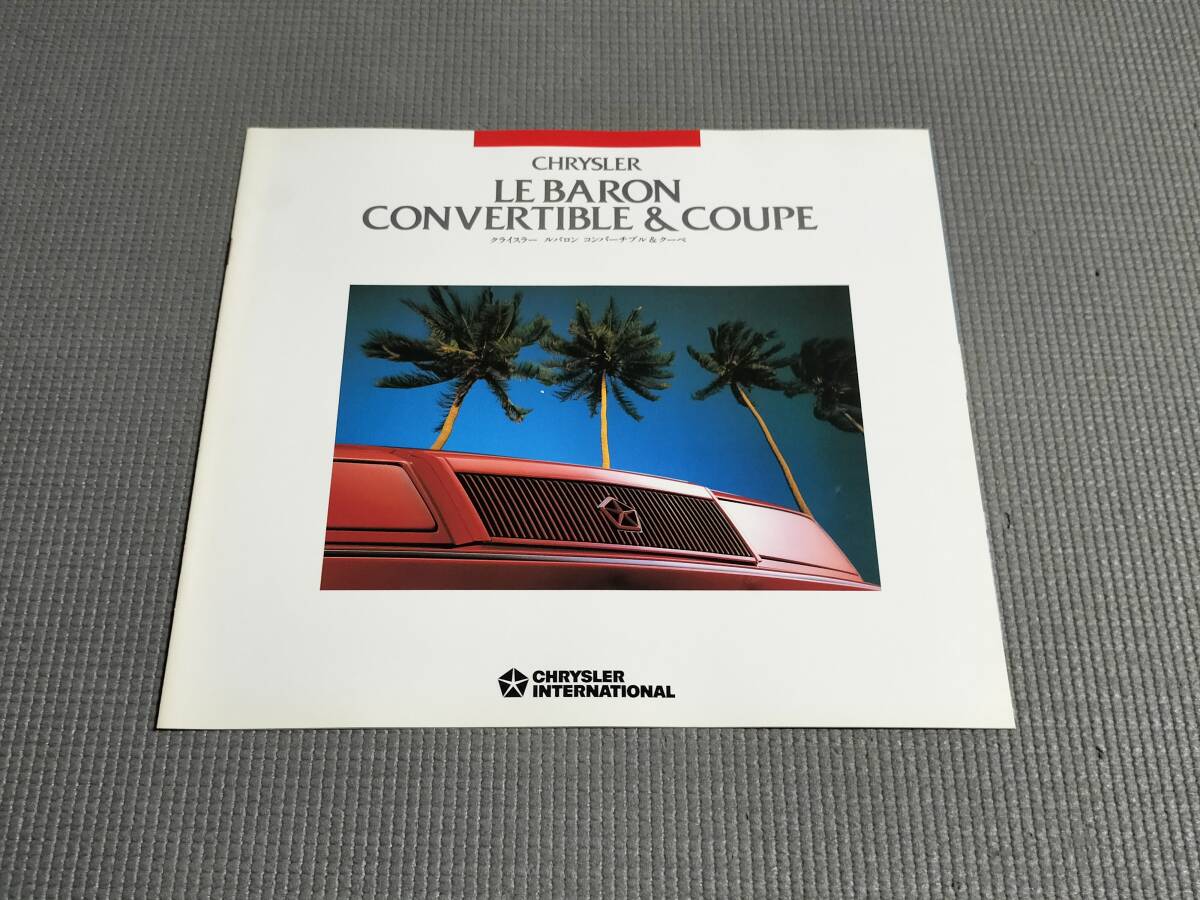 CHRYSLER
LE BARON
CONVERTIBLE & COUPE
クライスラー ルバロン コンバーチブル&クーペ
CHRYSLER
INTERNATIONAL